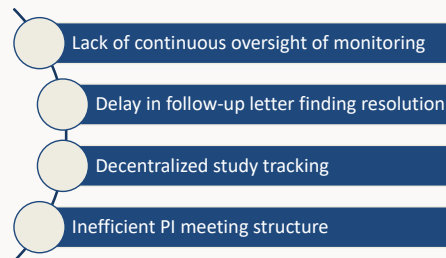 Lack of continuous oversight of monitoring
Delay in follow-up letter finding resolution
Decentralized study tracking
Inefficient PI meeting structure